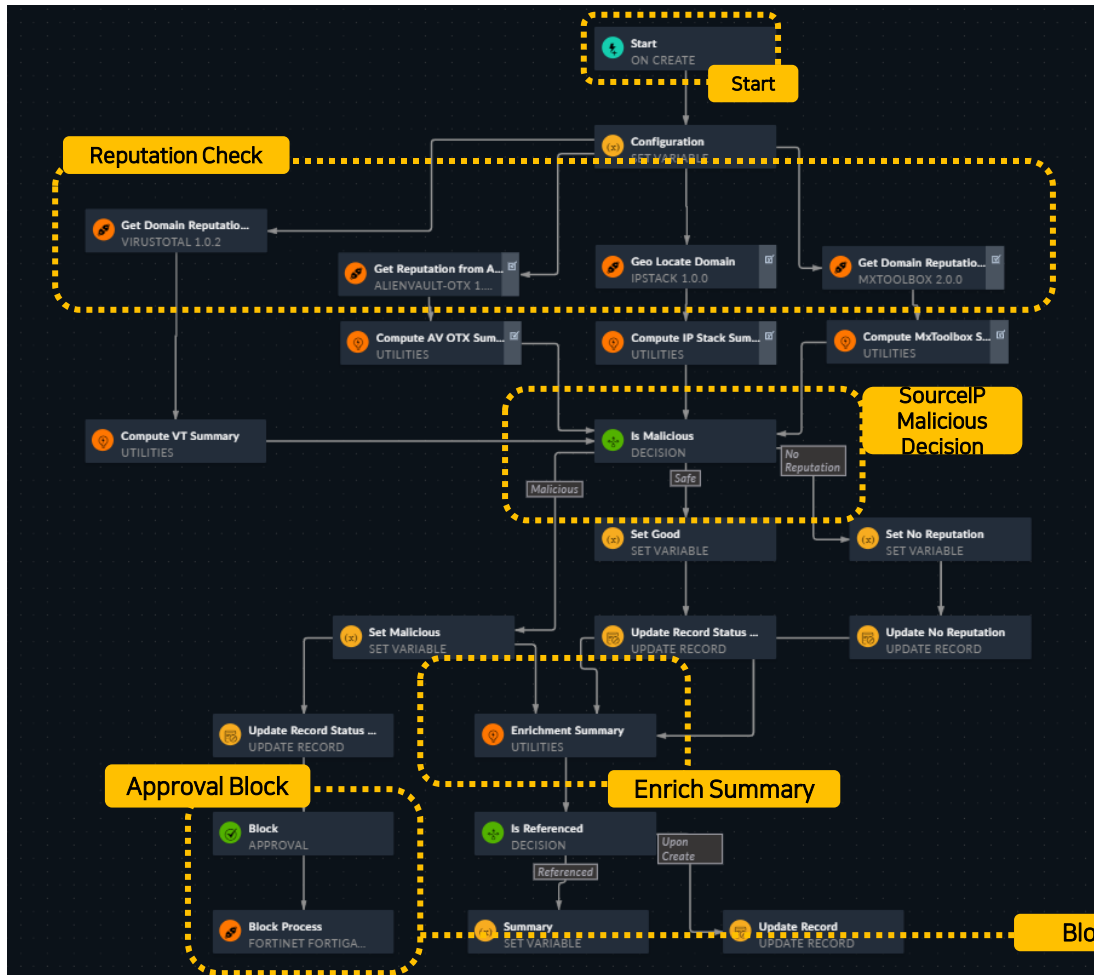 Start
ON CREATE
Start
Configuration
SET VARIABLE
Reputation Check
Get Domain Reputatio...
VIRUSTOTAL 1.0.2
Get Reputation from A...
ALIENVAULT-OTX 1....
Geo Locate Domain
IPSTACK 1.0.0
Get Domain Reputatio...
MXTOOLBOX 2.0.0
Compute AV OTX Sum...
UTILITIES
Compute IP Stack Sum...
UTILITIES
Compute MxToolbox S...
UTILITIES
SourceIP
Malicious
Decision
Compute VT Summary
UTILITIES
Is Malicious
DECISION
No
Reputation
Malicious
Safe
Set Good
SET VARIABLE
Set No Reputation
SET VARIABLE
Set Malicious
SET VARIABLE
Update Record Status ...
UPDATE RECORD
Update No Reputation
UPDATE RECORD
Update Record Status ...
UPDATE RECORD
Enrichment Summary
UTILITIES
Approval Block
Enrich Summary
Block
APPROVAL
Is Referenced
DECISION
Upon
Create
Referenced
Block Process
FORTINET FORTIGA...
Summary
SET VARIABLE
Update Record
UPDATE RECORD